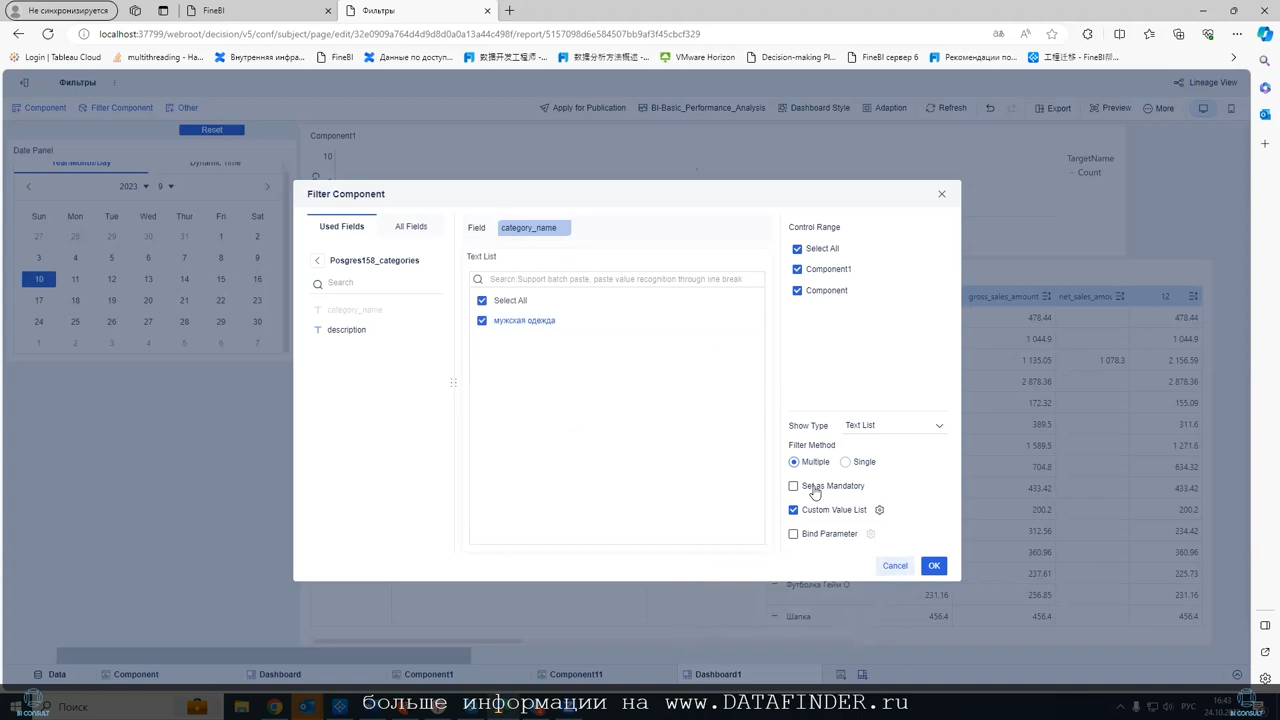 Не синхронизируется
FineBI
Фильтры
localhost:37799/webroot/decision/v5/conf/subject/page/edit/32e0909a764d4d9d8d0a0a13a44c498f/report/5157098d6e584507bb9af3f45cbcf329
Login | Tableau Cloud
multithreading - Ho...
Внутренняя инфра...
FineBI
Данные по доступ...
数据开发工程师 -...
数据分析方法概述 -...
VMware Horizon
Decision-making Pl...
FineBI сервер 6
Рекомендации по...
工程迁移 - FineBI帮...
Фильтры
Lineage View
Component
Filter Component
Other
Apply for Publication
BI-Basic_Performance_Analysis
Dashboard Style
Adaption
Refresh
Export
Preview
More
Reset
Component1
Date Panel
Year/Month/Day
Dynamic Time
10
TargetName
Count
2023
9
Sun Mon Tue Wed Thu Fri Sat
27 28 29 30 31 1 2
3 4 5 6 7 8 9
10 11 12 13 14 15 16
17 18 19 20 21 22 23
24 25 26 27 28 29 30
1 2 3 4 5 6 7
Filter Component
Used Fields
All Fields
Posgres158_categories
Search
category_name
description
Field
category_name
Text List
Search:Support batch paste, paste value recognition through line break
Select All
мужская одежда
Control Range
Select All
Component1
Component
Show Type
Text List
Filter Method
Multiple
Single
Set as Mandatory
Custom Value List
Bind Parameter
Cancel
OK
gross_sales_amount net_sales_amou 12
478.44 478.44
1 044.9 1 044.9
1 135.05 1 078.3 2 156.59
2 878.36 2 878.36
172.32 155.09
389.5 311.6
1 589.5 1 271.6
704.8 634.32
433.42 433.42
200.2 200.2
312.56 234.42
360.96 360.96
237.61 225.73
Футболка Гейм О 231.16 256.85 231.16
Шапка 456.4 456.4 456.4
Data
Component
Dashboard
Component1
Component11
Dashboard1
больше информации на www.DATAFINDER.ru
IN CONSULT
Поиск
РУС
16:43
24.10.20
IN CONSULT